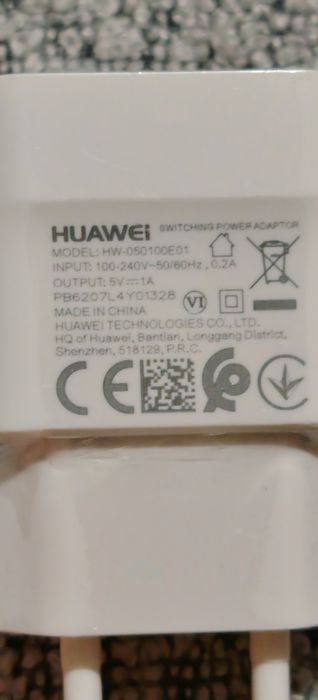 HUAWEI SWITCHING POWER ADAPTOR
MODEL: HW-050100E01
INPUT: 100-240V~50/60Hz, 0.2A
OUTPUT: 5V⎓1A
PB6207L4Y01328
VI
MADE IN CHINA
HUAWEI TECHNOLOGIES CO., LTD.
HQ of Huawei, Bantian, Longgang District,
Shenzhen, 518129, P.R.C.
CE